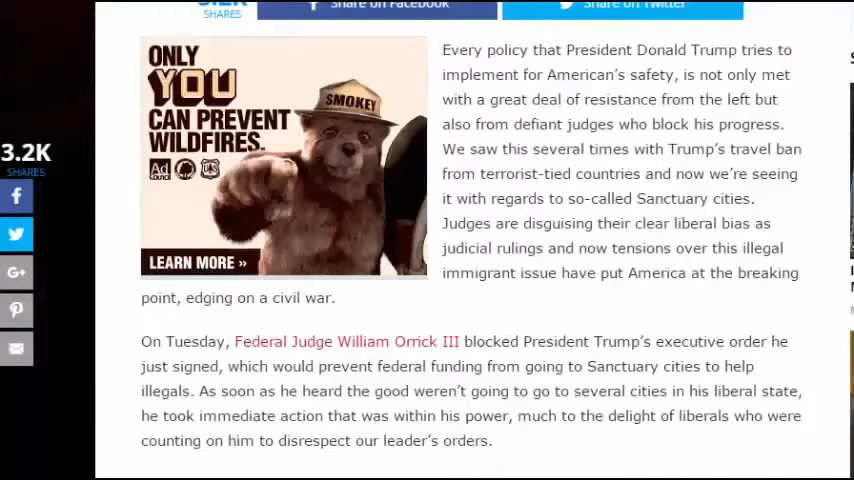 3.2K
SHARES
Share on Facebook
Share on Twitter
ONLY
YOU
CAN PREVENT
WILDFIRES.
Ad
SMOKEY
LEARN MORE »
Every policy that President Donald Trump tries to
implement for American's safety, is not only met
with a great deal of resistance from the left but
also from defiant judges who block his progress.
We saw this several times with Trump's travel ban
from terrorist-tied countries and now we're seeing
it with regards to so-called Sanctuary cities.
Judges are disguising their clear liberal bias as
judicial rulings and now tensions over this illegal
immigrant issue have put America at the breaking
point, edging on a civil war.
3.2K
SHARES
G+
On Tuesday, Federal Judge William Orrick III blocked President Trump's executive order he
just signed, which would prevent federal funding from going to Sanctuary cities to help
illegals. As soon as he heard the good weren't going to go to several cities in his liberal state,
he took immediate action that was within his power, much to the delight of liberals who were
counting on him to disrespect our leader's orders.